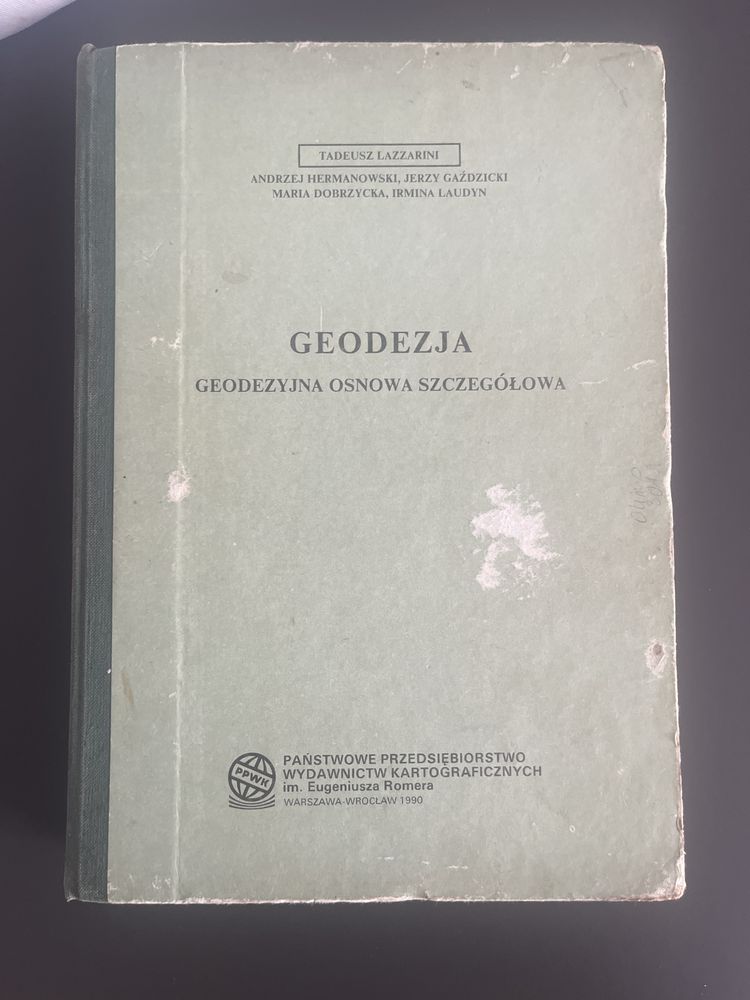 TADEUSZ LAZZARINI
ANDRZEJ HERMANOWSKI, JERZY GAŹDZICKI
MARIA DOBRZYCKA, IRMINA LAUDYN
GEODEZJA
GEODEZYJNA OSNOWA SZCZEGÓŁOWA
PPWK
PAŃSTWOWE PRZEDSIĘBIORSTWO
WYDAWNICTW KARTOGRAFICZNYCH
im. Eugeniusza Romera
WARSZAWA-WROCŁAW 1990